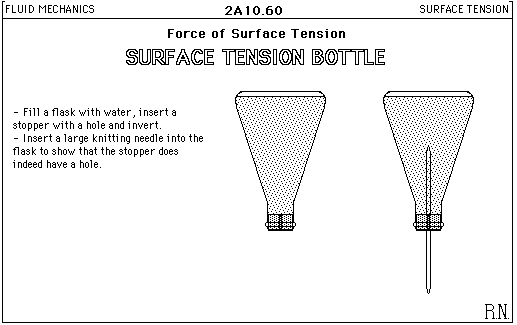 FLUID MECHANICS
2A10.60
SURFACE TENSION
Force of Surface Tension
SURFACE TENSION BOTTLE
- Fill a flask with water, insert a
stopper with a hole and invert.
- Insert a large knitting needle into the
flask to show that the stopper does
indeed have a hole.
R.N.